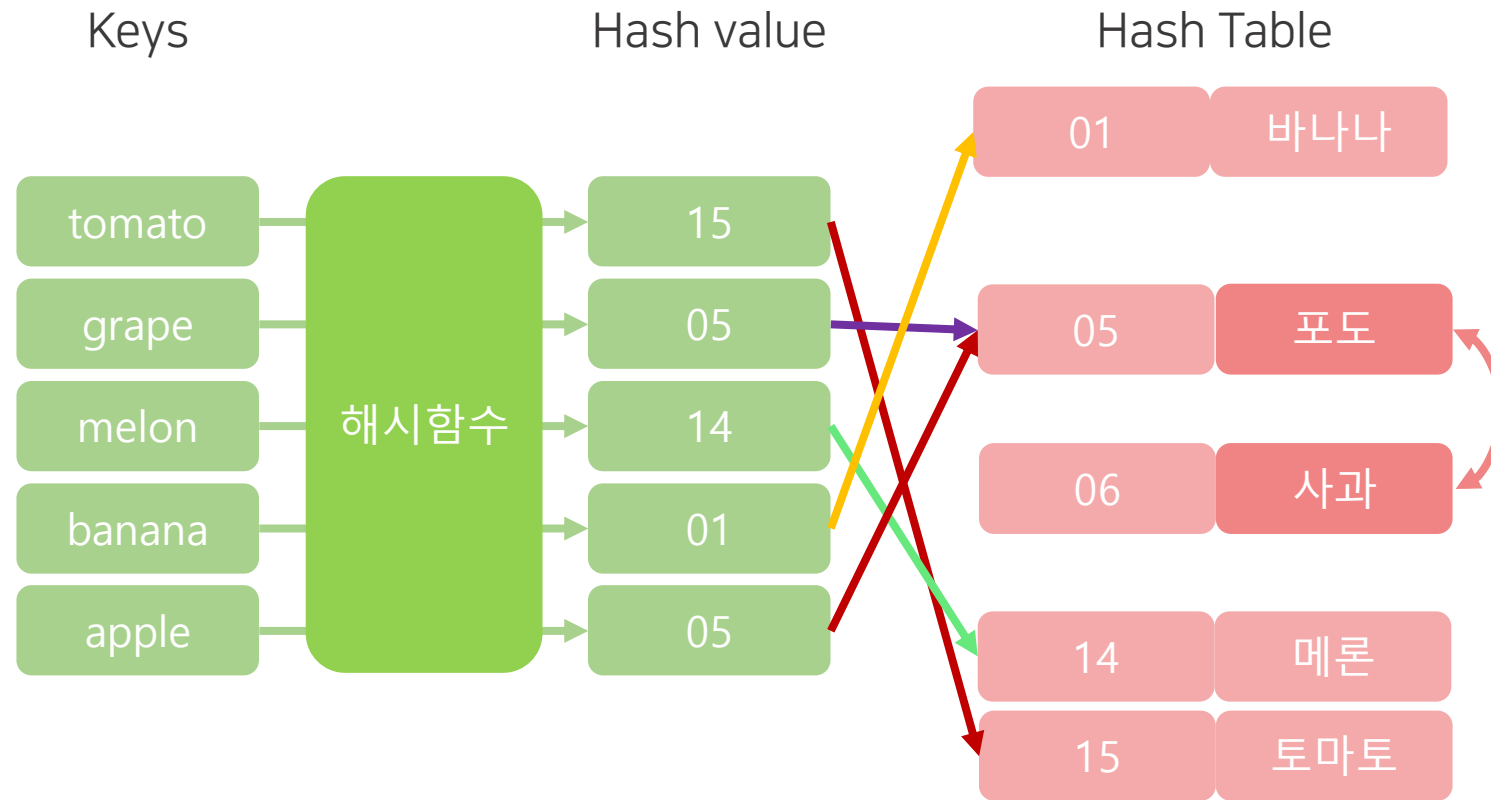 Keys
Hash value
Hash Table
tomato
grape
melon
banana
apple
해시함수
15
05
14
01
05
01 바나나
05 포도
06 사과
14 메론
15 토마토